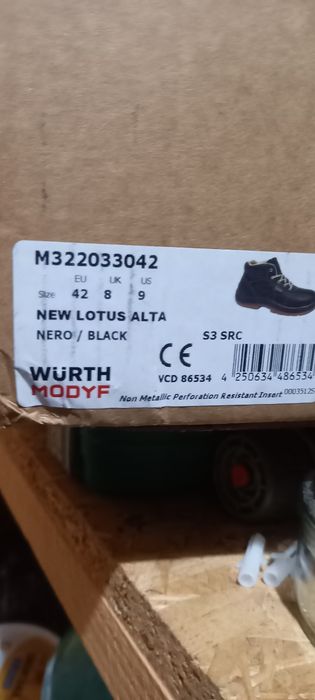 M322033042
EU UK US
Size 42 8 9
NEW LOTUS ALTA
NERO / BLACK S3 SRC
CE
WÜRTH
MODYF
VCD 86534 4 250634 486534
Non Metallic Perforation Resistant Insert